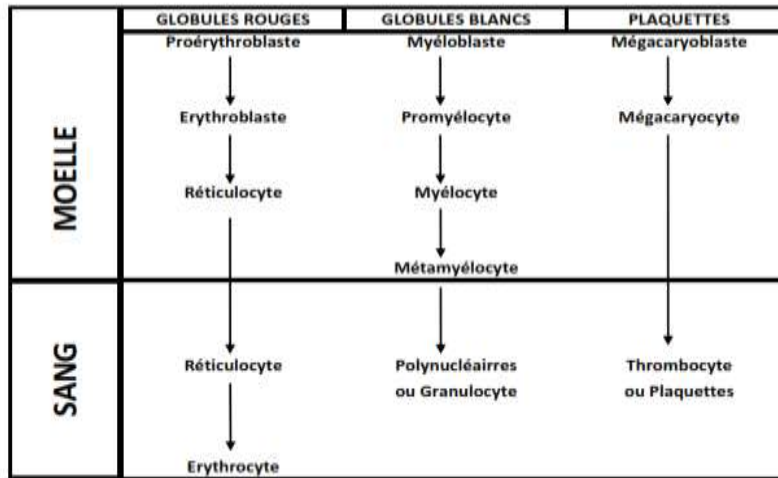 GLOBULES ROUGES GLOBULES BLANCS PLAQUETTES
MOELLE
Proérythroblaste Myéloblaste Mégacaryoblaste
Erythroblaste Promyélocyte Mégacaryocyte
Réticulocyte Myélocyte
Métamyélocyte
SANG
Réticulocyte Polynucléairres Thrombocyte
ou Granulocyte ou Plaquettes
Erythrocyte